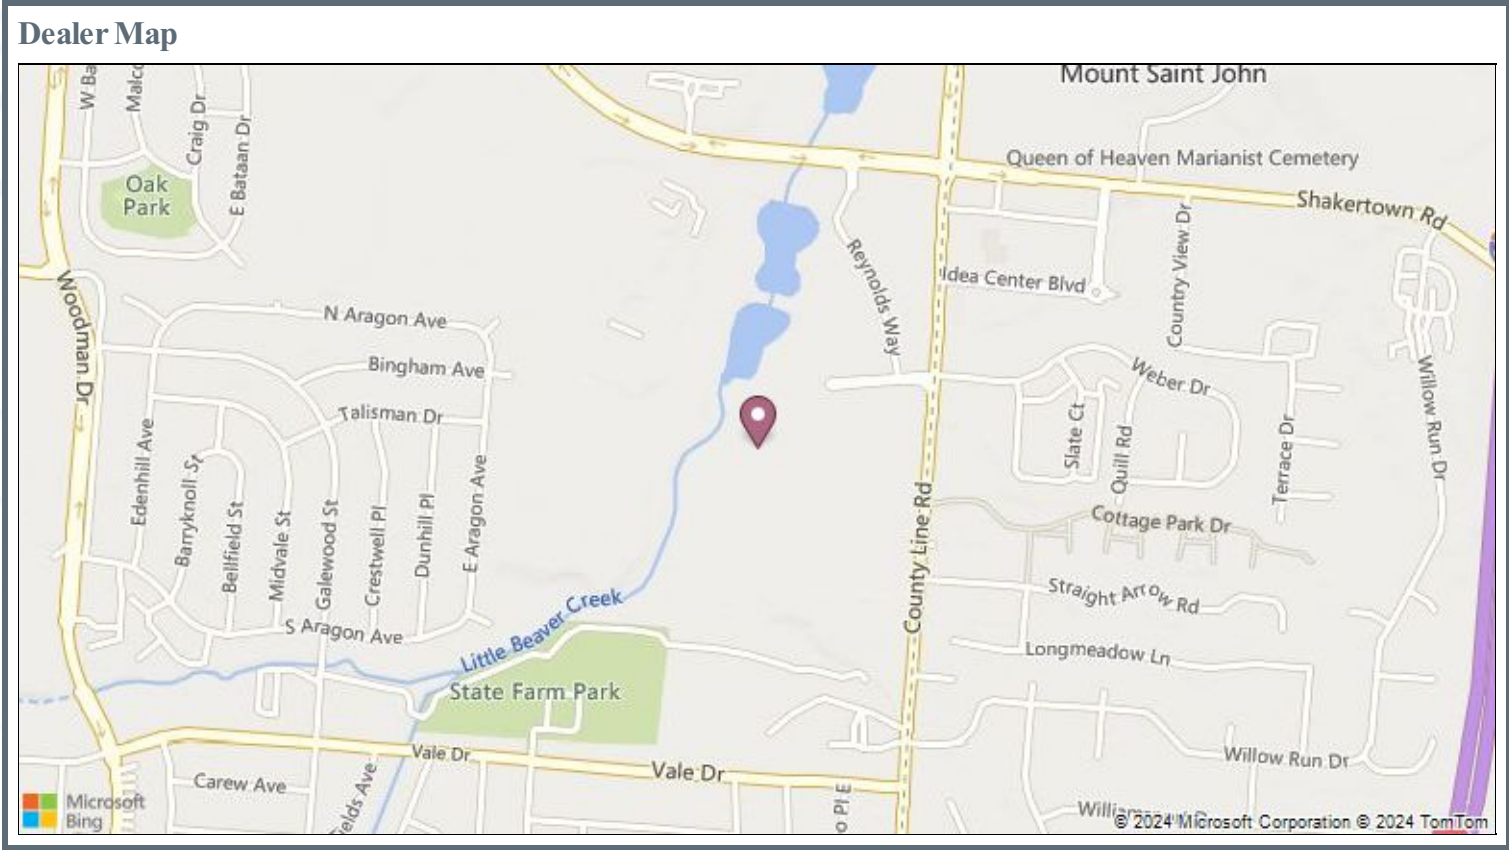 Dealer Map
W Ba
Malco
Craig Dr
E Bataan Dr
Oak
Park
Mount Saint John
Queen of Heaven Marianist Cemetery
Shakertown Rd
Woodman Dr
Reynolds Way
Idea Center Blvd
Country View Dr
N Aragon Ave
Bingham Ave
Talisman Dr
Weber Dr
Willow Run Dr
Edenhill Ave
Barryknoll St
Bellfield St
Midvale St
Galewood St
Crestwell Pl
Dunhill Pl
E Aragon Ave
Slate Ct
Quill Rd
Terrace Dr
County Line Rd
Cottage Park Dr
Straight Arrow Rd
S Aragon Ave
Little Beaver Creek
Longmeadow Ln
State Farm Park
Vale Dr
Vale Dr
Willow Run Dr
Carew Ave
ields Ave
o Pl E
Microsoft
Bing
© 2024 Microsoft Corporation © 2024 TomTom